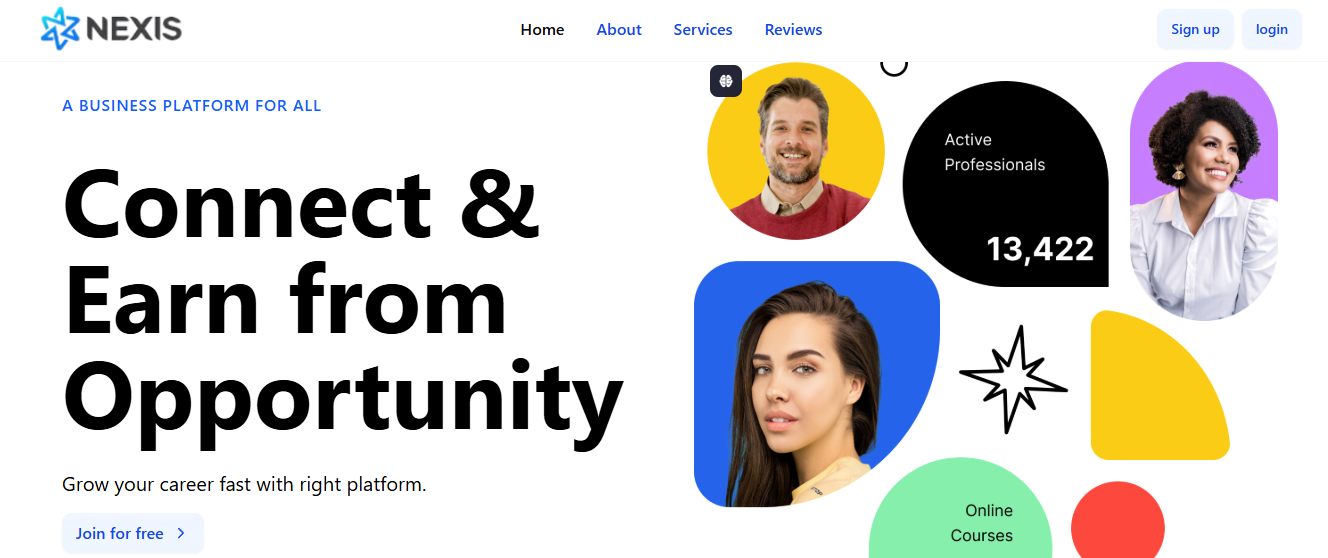 NEXIS
Home
About
Services
Reviews
Sign up
login
A BUSINESS PLATFORM FOR ALL
Connect &
Earn from
Opportunity
Grow your career fast with right platform.
Join for free
Active
Professionals
13,422
Online
Courses